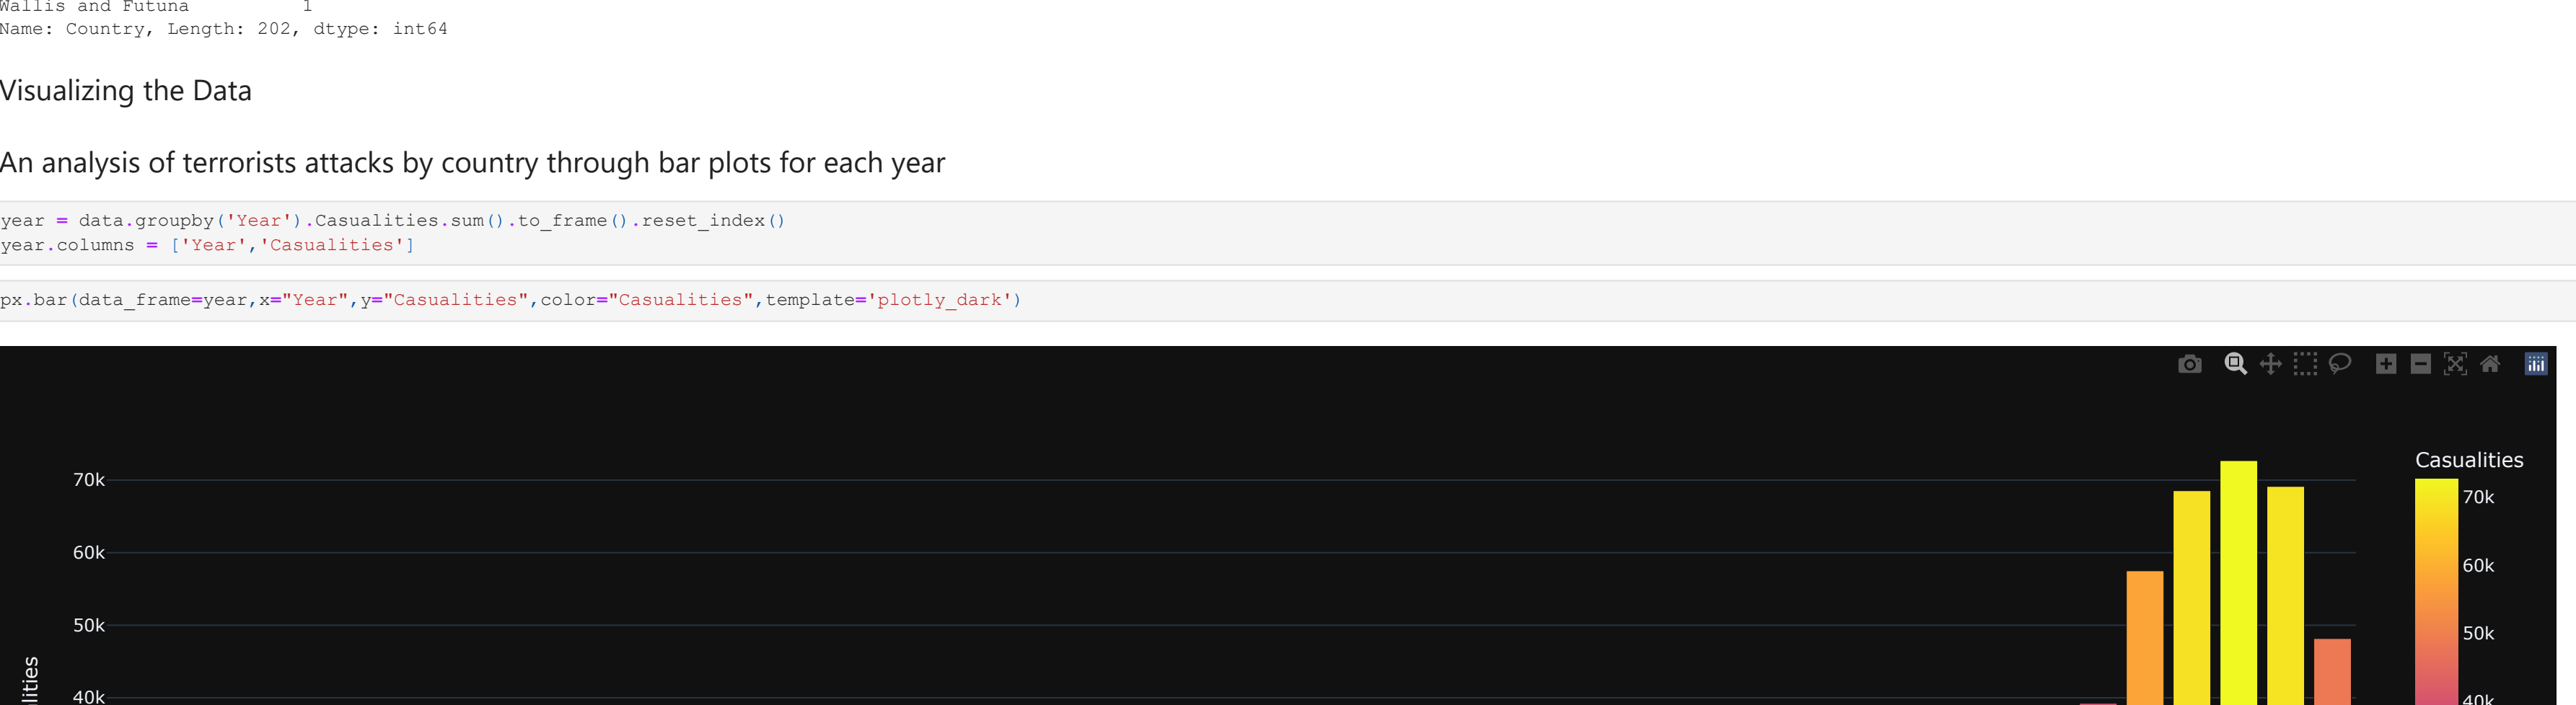 Wallis and Futuna 1
Name: Country, Length: 202, dtype: int64
Visualizing the Data
An analysis of terrorists attacks by country through bar plots for each year
year = data.groupby('Year').Casualities.sum().to_frame().reset_index()
year.columns = ['Year','Casualities']
px.bar(data_frame=year,x="Year",y="Casualities",color="Casualities",template='plotly_dark')
70k
60k
50k
40k
lities
Casualities
70k
60k
50k
40k